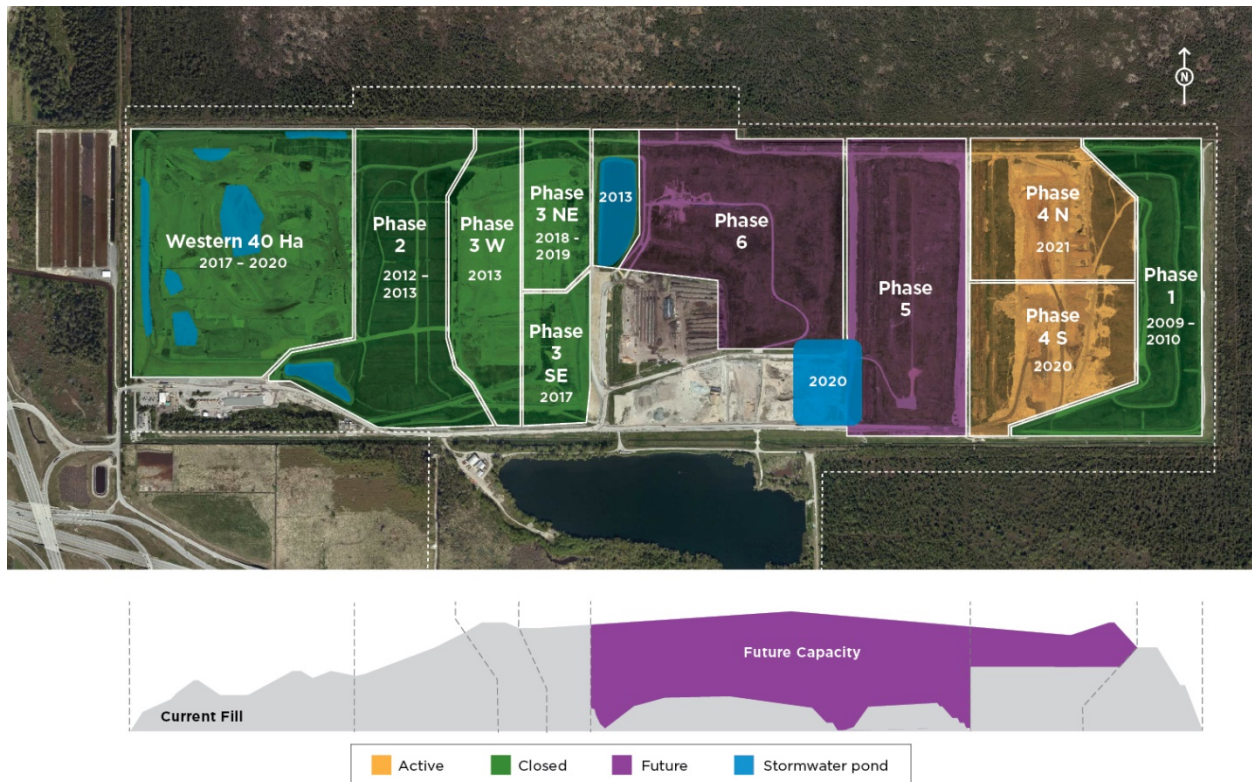 N
Western 40 Ha
2017 – 2020
Phase
2
2012 –
2013
Phase
3 W
2013
Phase
3 NE
2018 -
2019
Phase
3
SE
2017
2013
Phase
6
2020
Phase
5
Phase
4 N
2021
Phase
4 S
2020
Phase
1
2009 –
2010
Future Capacity
Current Fill
Active
Closed
Future
Stormwater pond